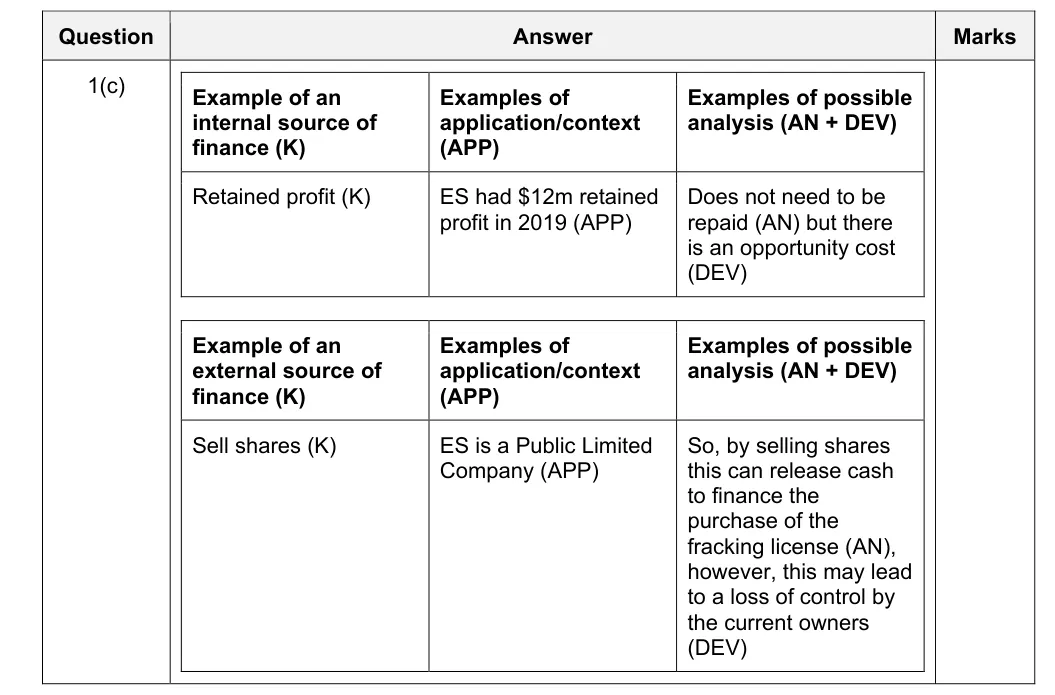 Question Answer Marks
1(c)
Example of an
internal source of
finance (K)
Examples of
application/context
(APP)
Examples of possible
analysis (AN + DEV)
Retained profit (K)
ES had $12m retained
profit in 2019 (APP)
Does not need to be
repaid (AN) but there
is an opportunity cost
(DEV)
Example of an
external source of
finance (K)
Examples of
application/context
(APP)
Examples of possible
analysis (AN + DEV)
Sell shares (K)
ES is a Public Limited
Company (APP)
So, by selling shares
this can release cash
to finance the
purchase of the
fracking license (AN),
however, this may lead
to a loss of control by
the current owners
(DEV)